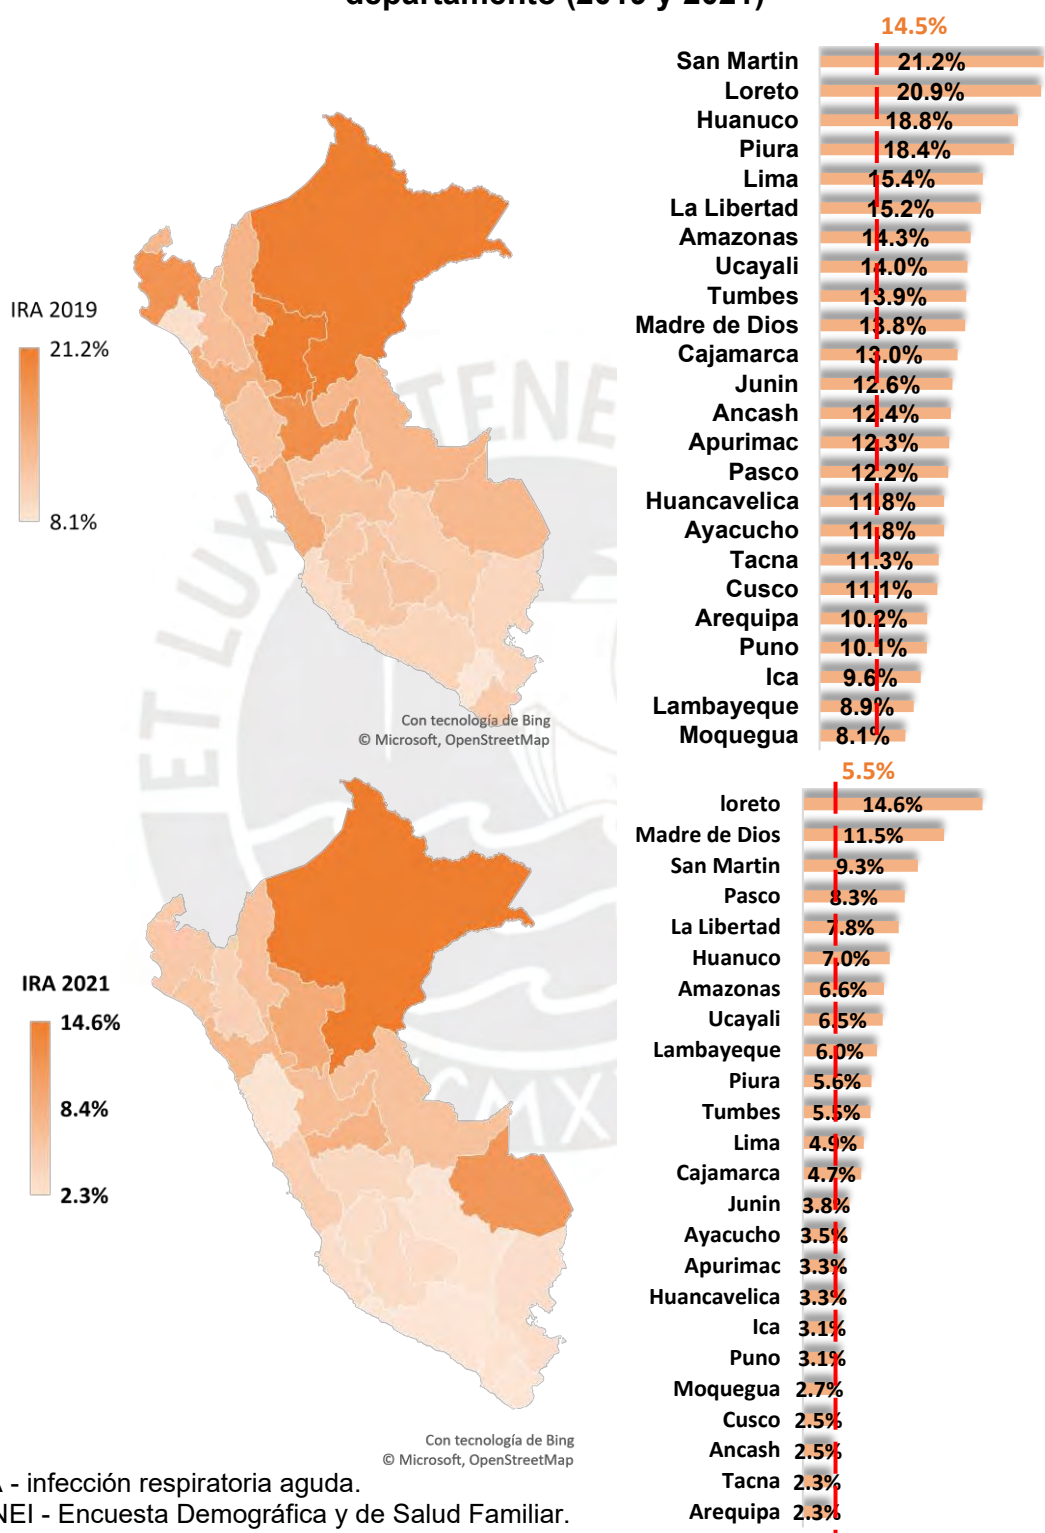 departamento (2019 y 2021)
14.5%
San Martin 21.2%
Loreto 20.9%
Huanuco 18.8%
Piura 18.4%
Lima 15.4%
La Libertad 15.2%
Amazonas 14.3%
Ucayali 14.0%
Tumbes 13.9%
Madre de Dios 13.8%
Cajamarca 13.0%
Junin 12.6%
Ancash 12.4%
Apurimac 12.3%
Pasco 12.2%
Huancavelica 11.8%
Ayacucho 11.8%
Tacna 11.3%
Cusco 11.1%
Arequipa 10.2%
Puno 10.1%
Ica 9.6%
Lambayeque 8.9%
Moquegua 8.1%
IRA 2019
21.2%
8.1%
Con tecnología de Bing
© Microsoft, OpenStreetMap
5.5%
loreto 14.6%
Madre de Dios 11.5%
San Martin 9.3%
Pasco 8.3%
La Libertad 7.8%
Huanuco 7.0%
Amazonas 6.6%
Ucayali 6.5%
Lambayeque 6.0%
Piura 5.6%
Tumbes 5.5%
Lima 4.9%
Cajamarca 4.7%
Junin 3.8%
Ayacucho 3.5%
Apurimac 3.3%
Huancavelica 3.3%
Ica 3.1%
Puno 3.1%
Moquegua 2.7%
Cusco 2.5%
Ancash 2.5%
Tacna 2.3%
Arequipa 2.3%
IRA 2021
14.6%
8.4%
2.3%
Con tecnología de Bing
© Microsoft, OpenStreetMap
- infección respiratoria aguda.
NEI - Encuesta Demográfica y de Salud Familiar.
ET LUX
TENE
MX